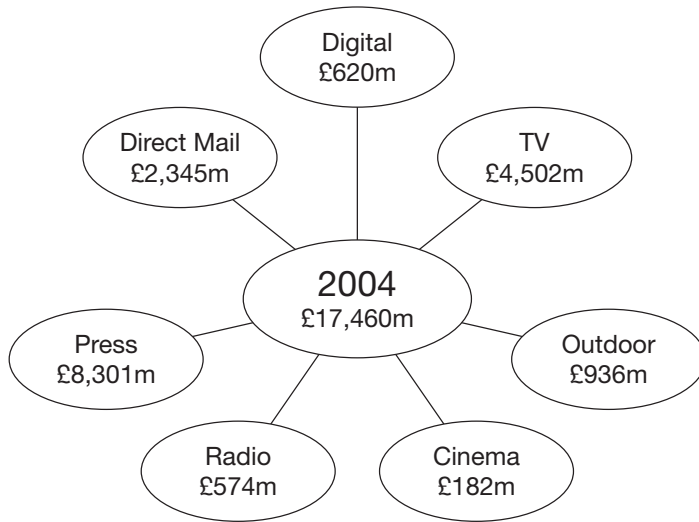 Digital
£620m
Direct Mail
£2,345m
TV
£4,502m
2004
£17,460m
Press
£8,301m
Outdoor
£936m
Radio
£574m
Cinema
£182m